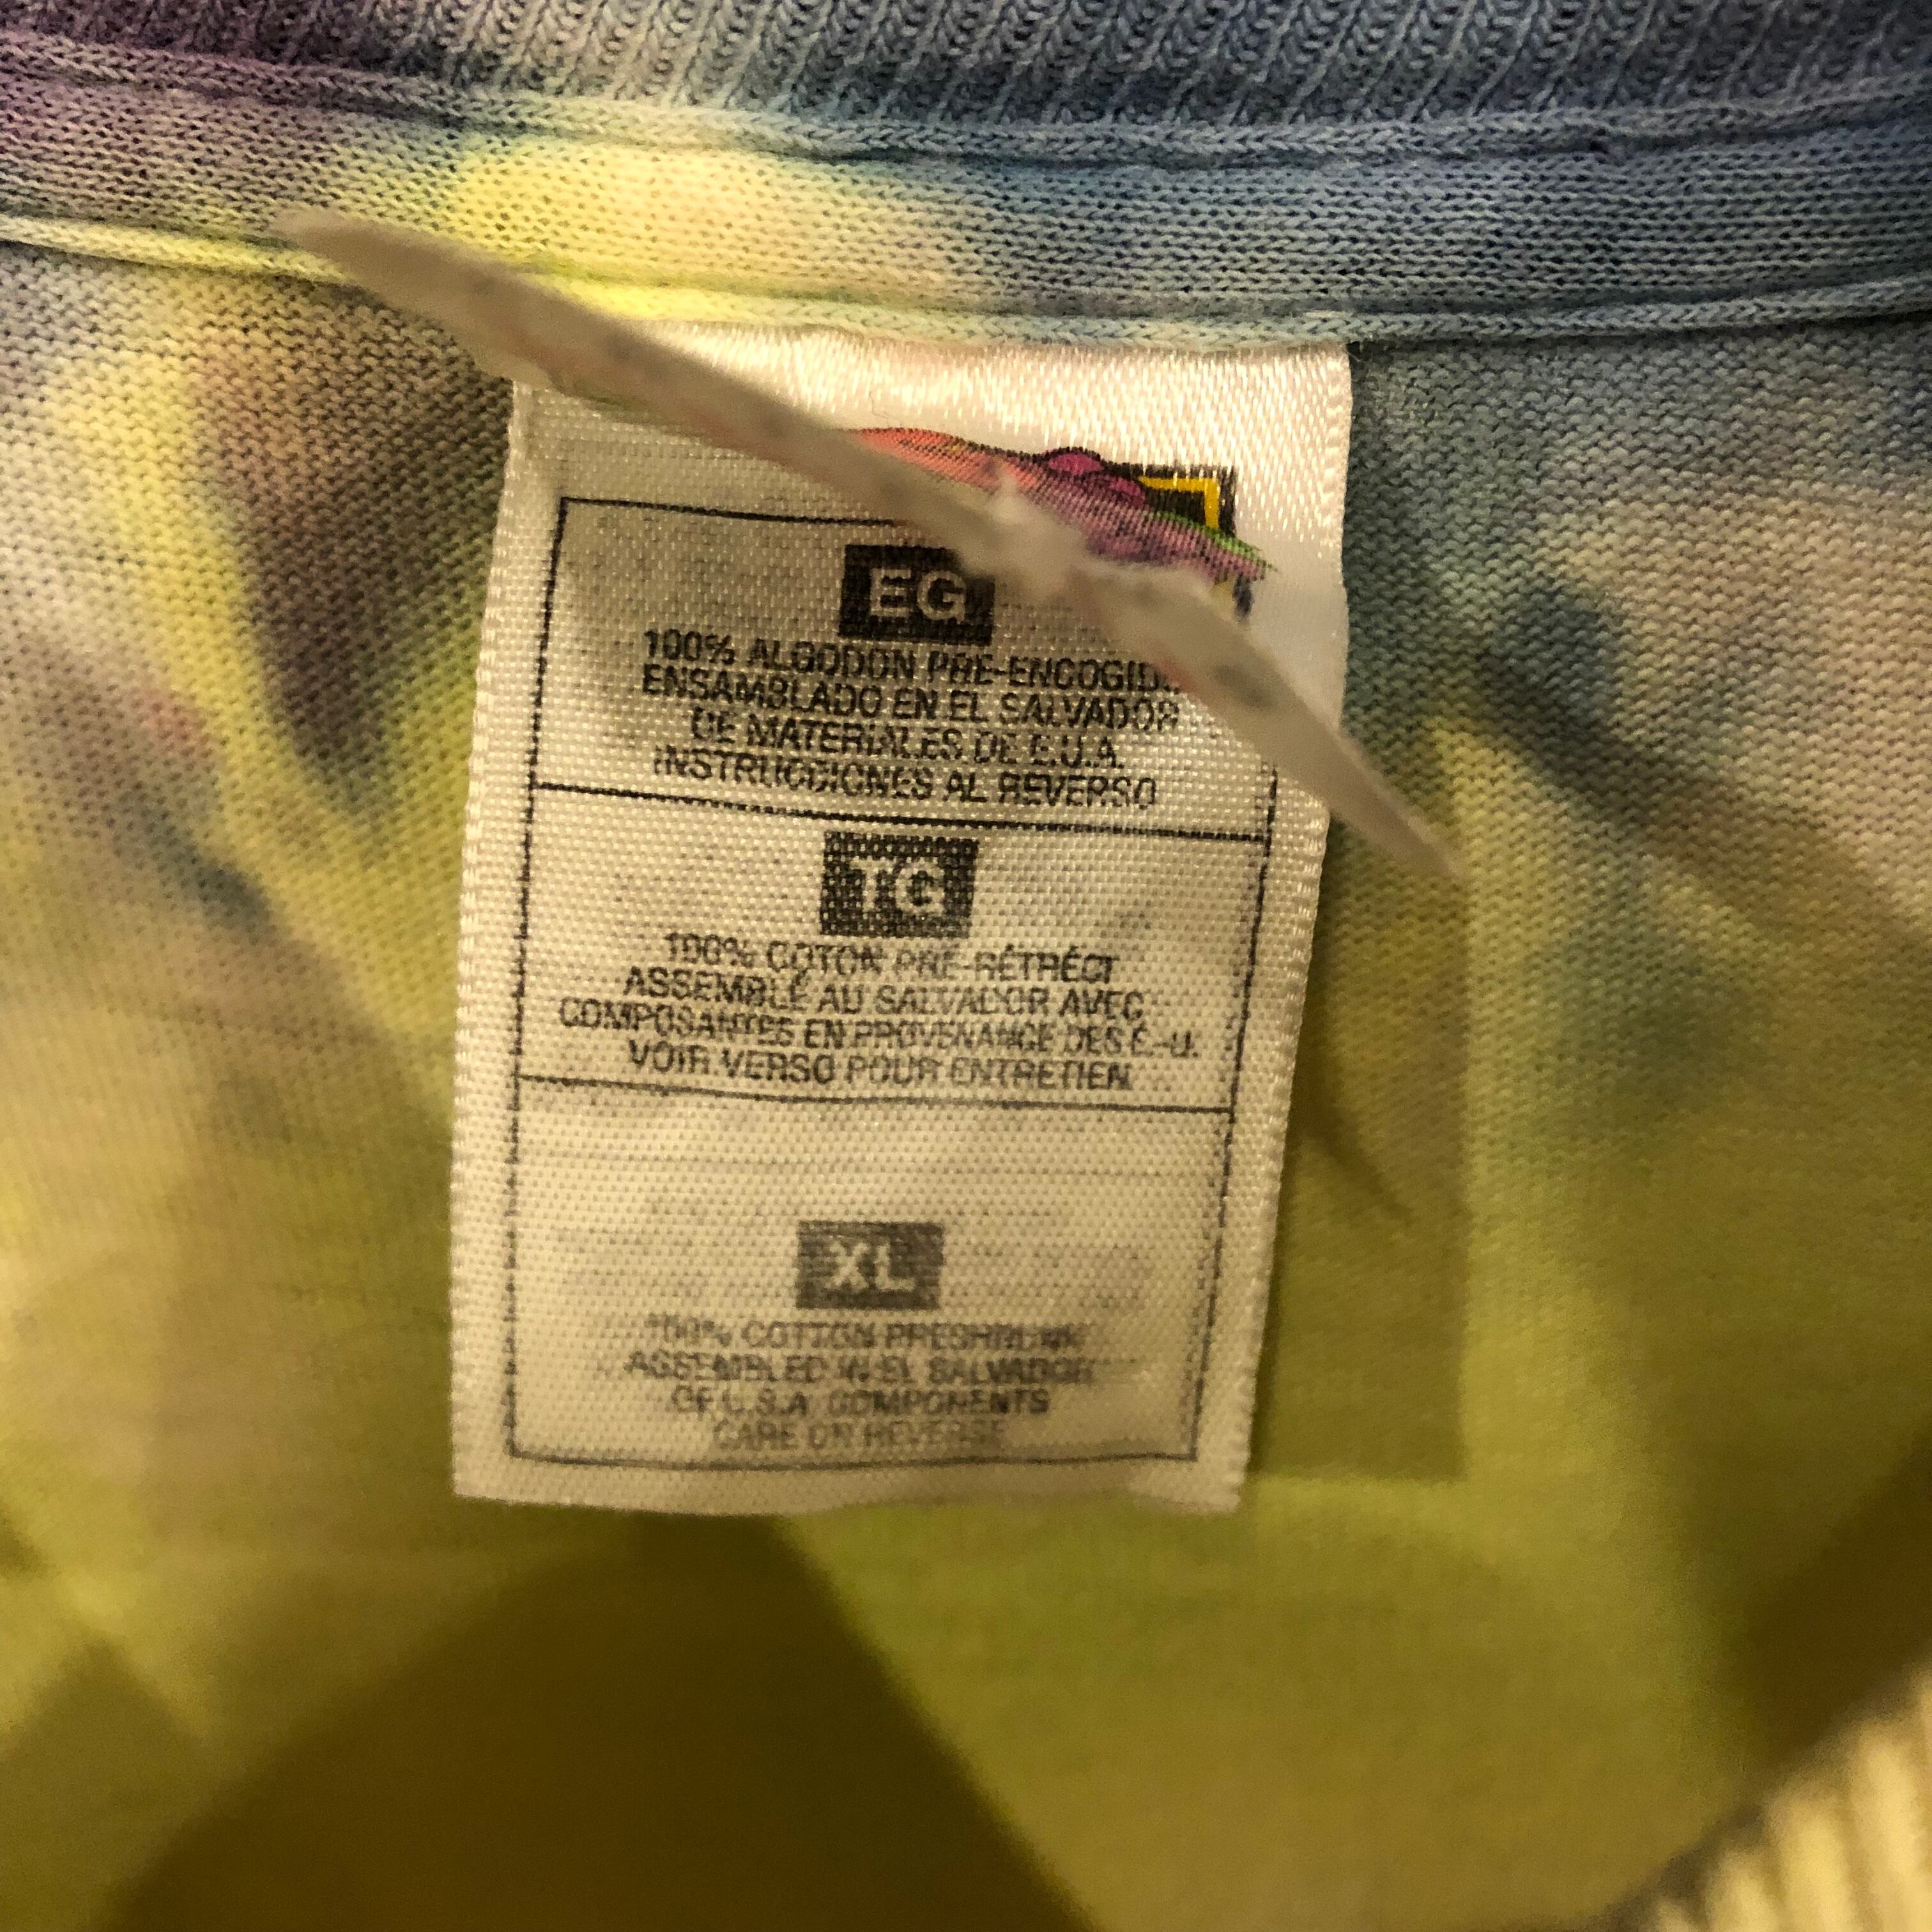 EG
100% ALGODON PRE-ENCOGIDO
ENSAMBLADO EN EL SALVADOR
DE MATERIALES DE E.U.A.
INSTRUCCIONES AL REVERSO
TG
100% COTON PRÉ-RÉTRÉCT
ASSEMBLÉ AU SALVADOR AVEC
COMPOSANTES EN PROVENANCE DES É.-U.
VOIR VERSO POUR ENTRETIEN
XL
100% COTTON PRESHRUNK
ASSEMBLED IN EL SALVADOR
OF U.S.A. COMPONENTS
CARE ON REVERSE